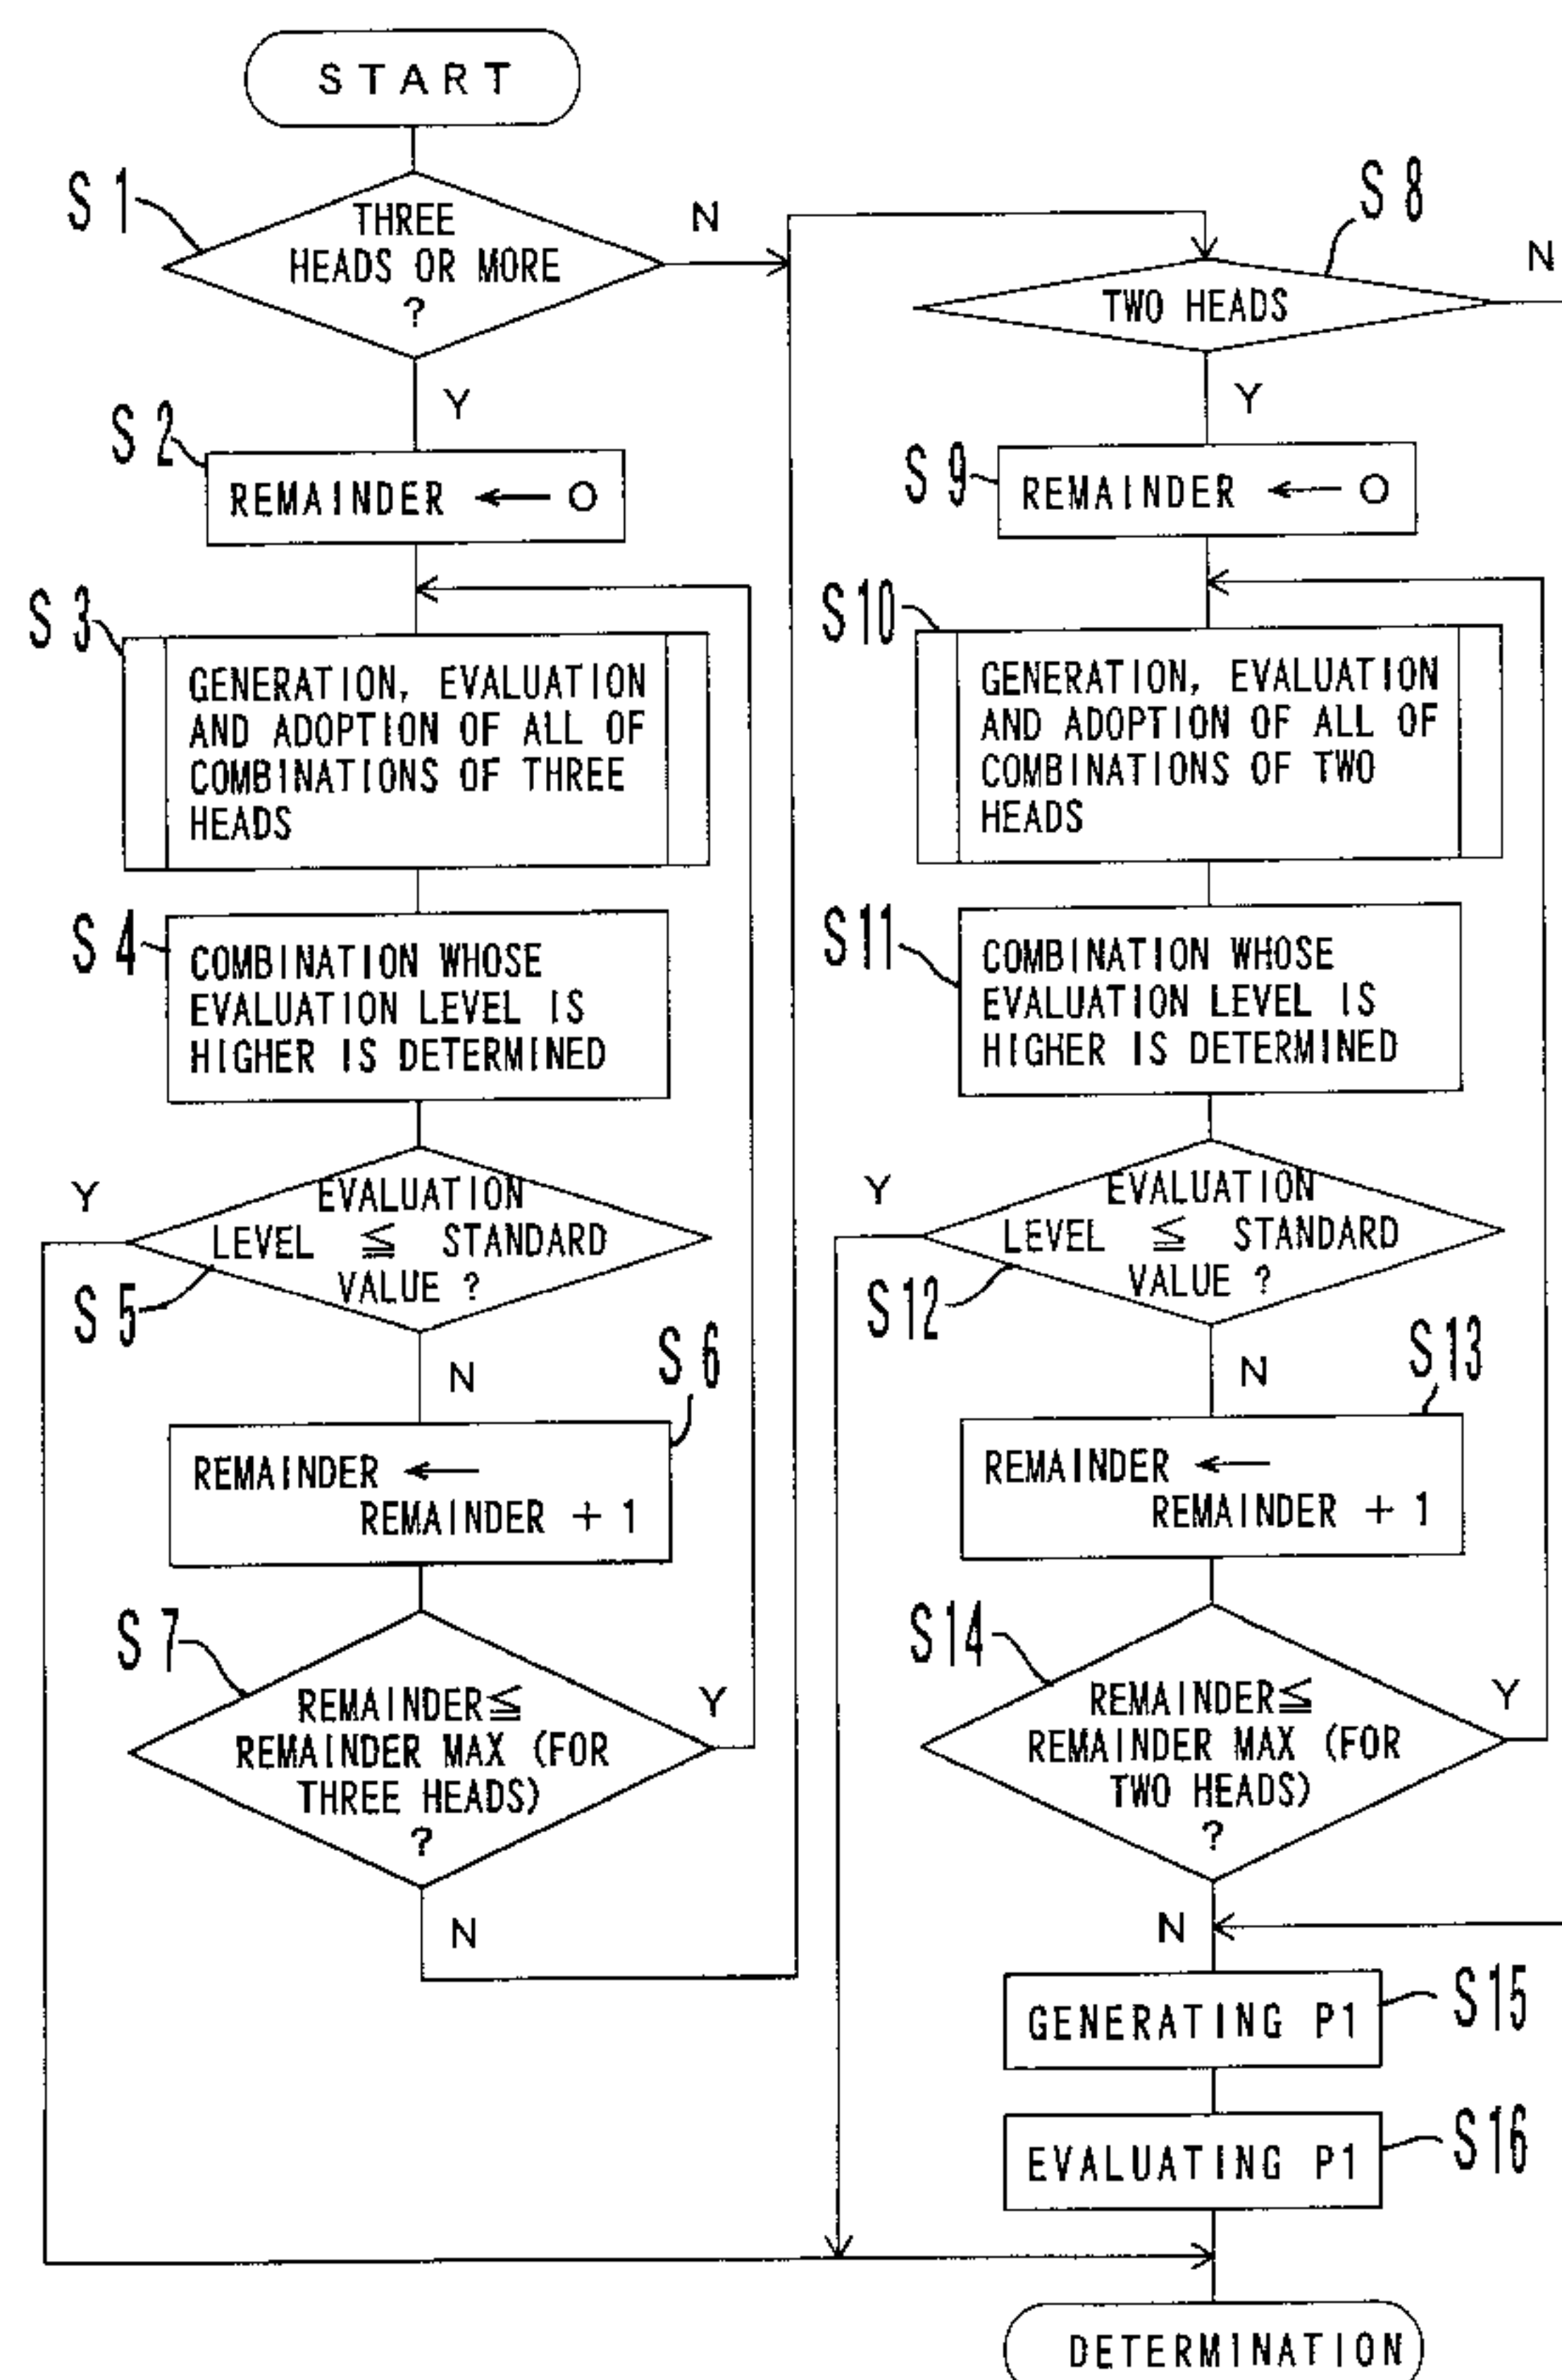 START
S1
THREE
HEADS OR MORE
?
N
Y
S2
REMAINDER ← 0
S3
GENERATION, EVALUATION
AND ADOPTION OF ALL OF
COMBINATIONS OF THREE
HEADS
S4
COMBINATION WHOSE
EVALUATION LEVEL IS
HIGHER IS DETERMINED
Y
EVALUATION
LEVEL ≦ STANDARD
VALUE ?
S5
N
S6
REMAINDER ←
REMAINDER + 1
S7
REMAINDER≦
REMAINDER MAX (FOR
THREE HEADS)
?
Y
N
S8
TWO HEADS
N
Y
S9
REMAINDER ← 0
S10
GENERATION, EVALUATION
AND ADOPTION OF ALL OF
COMBINATIONS OF TWO
HEADS
S11
COMBINATION WHOSE
EVALUATION LEVEL IS
HIGHER IS DETERMINED
Y
EVALUATION
LEVEL ≦ STANDARD
VALUE ?
S12
N
S13
REMAINDER ←
REMAINDER + 1
S14
REMAINDER≦
REMAINDER MAX (FOR
TWO HEADS)
?
Y
N
GENERATING P1
S15
EVALUATING P1
S16
DETERMINATION